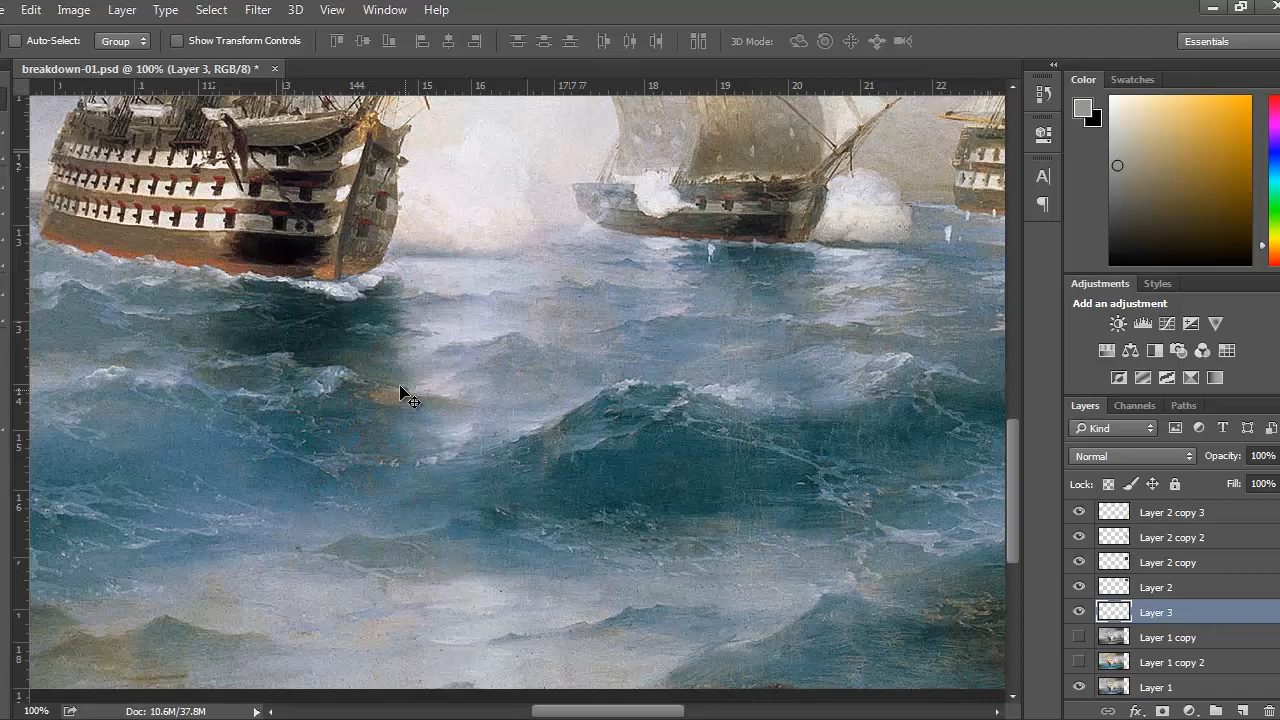 Edit Image Layer Type Select Filter 3D View Window Help
Auto-Select: Group Show Transform Controls 3D Mode: Essentials
breakdown-01.psd @ 100% (Layer 3, RGB/8) * ×
Color Swatches
Adjustments Styles
Add an adjustment
Layers Channels Paths
Kind
Normal Opacity: 100%
Lock: Fill: 100%
Layer 2 copy 3
Layer 2 copy 2
Layer 2 copy
Layer 2
Layer 3
Layer 1 copy
Layer 1 copy 2
Layer 1
100% Doc: 10.6M/37.8M